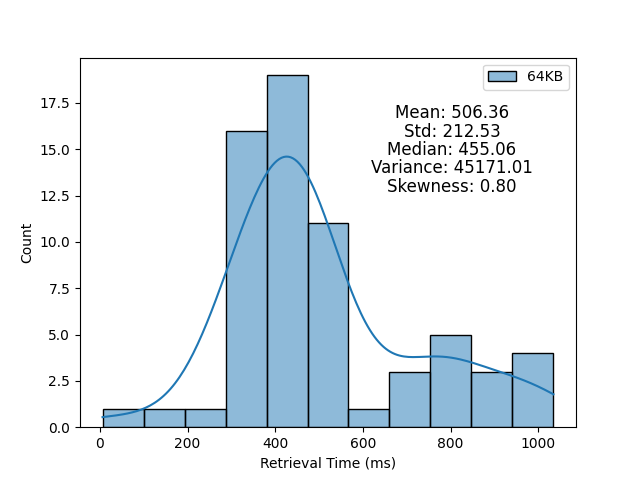 64KB
Mean: 506.36
Std: 212.53
Median: 455.06
Variance: 45171.01
Skewness: 0.80
17.5
15.0
12.5
10.0
7.5
5.0
2.5
0.0
Count
0 200 400 600 800 1000
Retrieval Time (ms)